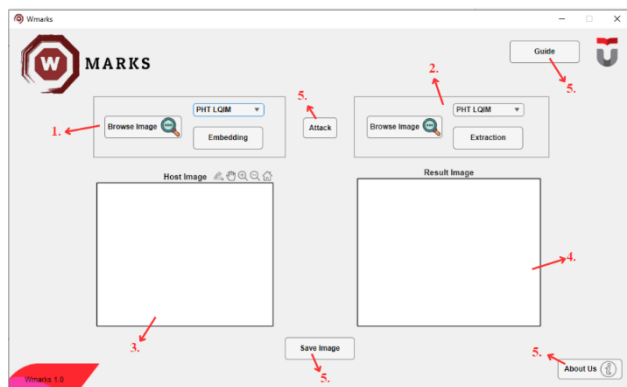 Wmarks
W MARKS
Guide
5.
2.
5.
PHT LQIM
PHT LQIM
1.
Browse Image
Attack
Browse Image
Embedding
Extraction
Host Image
Result Image
4.
3.
Save Image
5.
5.
About Us
Wmarks 1.0